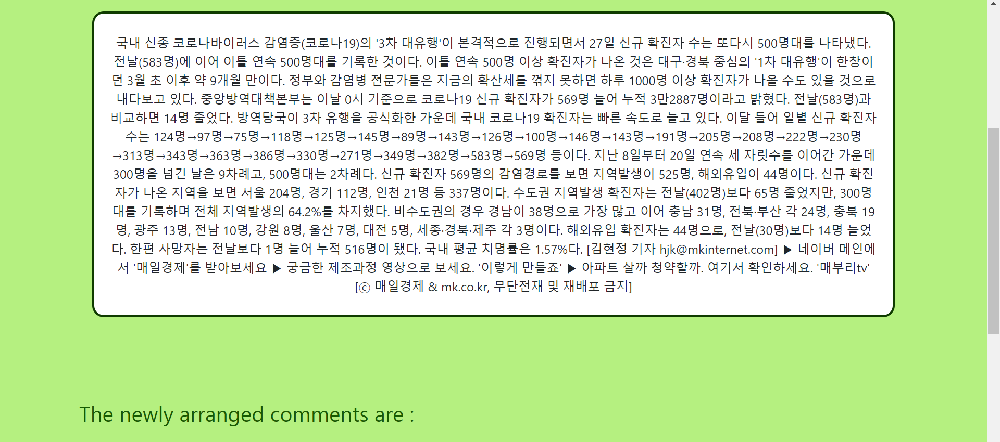 국내 신종 코로나바이러스 감염증(코로나19)의 '3차 대유행'이 본격적으로 진행되면서 27일 신규 확진자 수는 또다시 500명대를 나타냈다.
전날(583명)에 이어 이틀 연속 500명대를 기록한 것이다. 이틀 연속 500명 이상 확진자가 나온 것은 대구·경북 중심의 '1차 대유행'이 한창이
던 3월 초 이후 약 9개월 만이다. 정부와 감염병 전문가들은 지금의 확산세를 꺾지 못하면 하루 1000명 이상 확진자가 나올 수도 있을 것으로
내다보고 있다. 중앙방역대책본부는 이날 0시 기준으로 코로나19 신규 확진자가 569명 늘어 누적 3만2887명이라고 밝혔다. 전날(583명)과
비교하면 14명 줄었다. 방역당국이 3차 유행을 공식화한 가운데 국내 코로나19 확진자는 빠른 속도로 늘고 있다. 이달 들어 일별 신규 확진자
수는 124명→97명→75명→118명→125명→145명→89명→143명→126명→100명→146명→143명→191명→205명→208명→222명→230명
→313명→343명→363명→386명→330명→271명→349명→382명→583명→569명 등이다. 지난 8일부터 20일 연속 세 자릿수를 이어간 가운데
300명을 넘긴 날은 9차례고, 500명대는 2차례다. 신규 확진자 569명의 감염경로를 보면 지역발생이 525명, 해외유입이 44명이다. 신규 확진
자가 나온 지역을 보면 서울 204명, 경기 112명, 인천 21명 등 337명이다. 수도권 지역발생 확진자는 전날(402명)보다 65명 줄었지만, 300명
대를 기록하며 전체 지역발생의 64.2%를 차지했다. 비수도권의 경우 경남이 38명으로 가장 많고 이어 충남 31명, 전북·부산 각 24명, 충북 19
명, 광주 13명, 전남 10명, 강원 8명, 울산 7명, 대전 5명, 세종·경북·제주 각 3명이다. 해외유입 확진자는 44명으로, 전날(30명)보다 14명 늘었
다. 한편 사망자는 전날보다 1명 늘어 누적 516명이 됐다. 국내 평균 치명률은 1.57%다. [김현정 기자 hjk@mkinternet.com] ▶ 네이버 메인에
서 '매일경제'를 받아보세요 ▶ 궁금한 제조과정 영상으로 보세요. '이렇게 만들죠' ▶ 아파트 살까 청약할까. 여기서 확인하세요. '매부리tv'
[ⓒ 매일경제 & mk.co.kr, 무단전재 및 재배포 금지]
The newly arranged comments are :